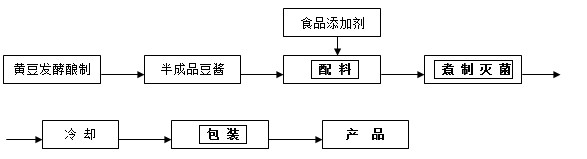 食品添加剂
黄豆发酵酿制
半成品豆酱
配 料
煮 制 灭 菌
冷 却
包 装
产 品